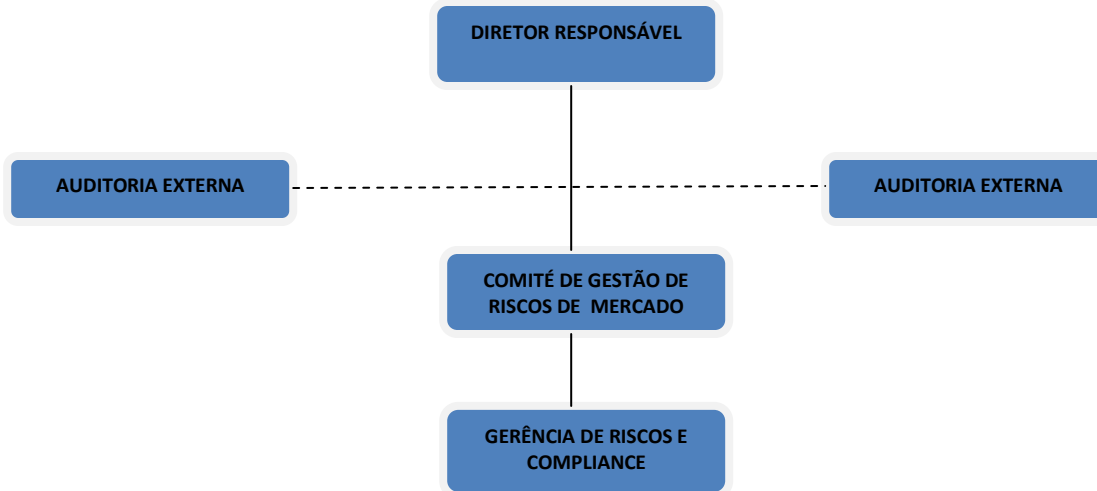 DIRETOR RESPONSÁVEL
AUDITORIA EXTERNA
AUDITORIA EXTERNA
COMITÉ DE GESTÃO DE
RISCOS DE  MERCADO
GERÊNCIA DE RISCOS E
COMPLIANCE